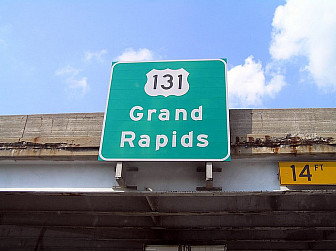 131
Grand
Rapids
14 FT